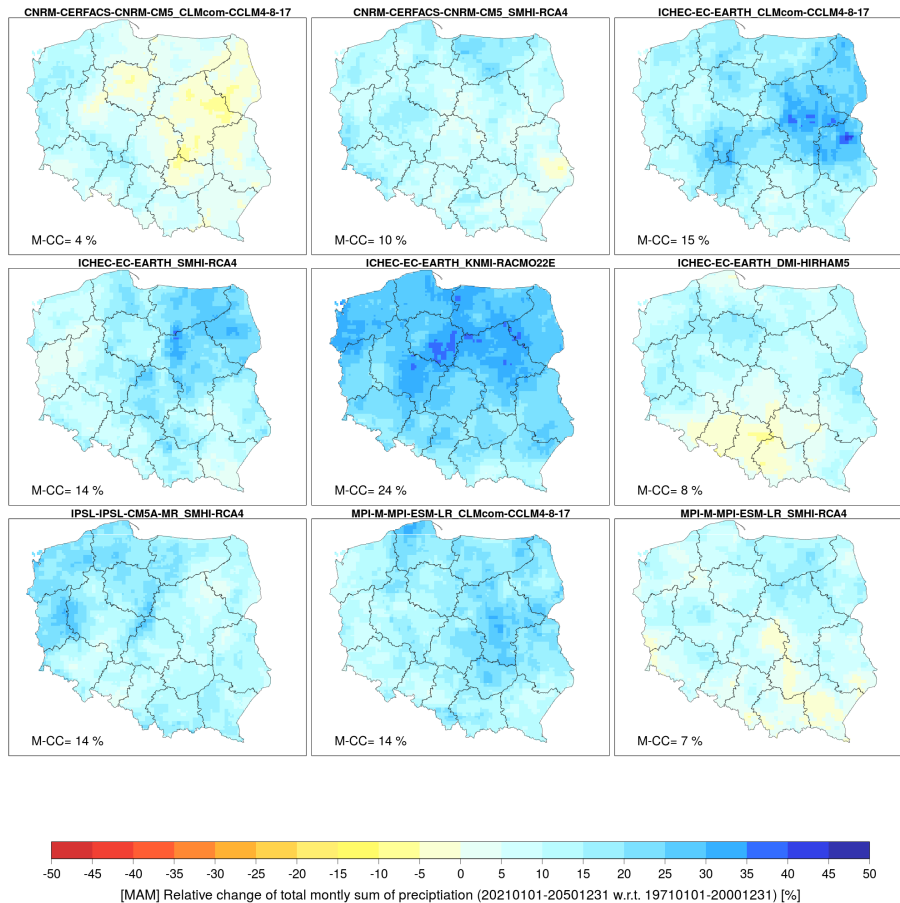 CNRM-CERFACS-CNRM-CM5_CLMcom-CCLM4-8-17 CNRM-CERFACS-CNRM-CM5_SMHI-RCA4 ICHEC-EC-EARTH_CLMcom-CCLM4-8-17
M-CC= 4 % M-CC= 10 % M-CC= 15 %
ICHEC-EC-EARTH_SMHI-RCA4 ICHEC-EC-EARTH_KNMI-RACMO22E ICHEC-EC-EARTH_DMI-HIRHAM5
M-CC= 14 % M-CC= 24 % M-CC= 8 %
IPSL-IPSL-CM5A-MR_SMHI-RCA4 MPI-M-MPI-ESM-LR_CLMcom-CCLM4-8-17 MPI-M-MPI-ESM-LR_SMHI-RCA4
M-CC= 14 % M-CC= 14 % M-CC= 7 %
-50 -45 -40 -35 -30 -25 -20 -15 -10 -5 0 5 10 15 20 25 30 35 40 45 50
[MAM] Relative change of total montly sum of precipitiation (20210101-20501231 w.r.t. 19710101-20001231) [%]